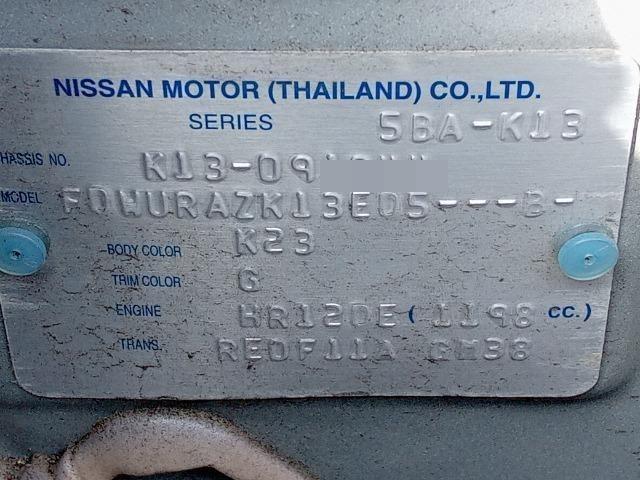 NISSAN MOTOR (THAILAND) CO.,LTD.
SERIES 5BA-K13
HASSIS NO. K13-09
MODEL FDWURAZK13ED5---B-
BODY COLOR K23
TRIM COLOR G
ENGINE HR12DE ( 1198 CC. )
TRANS. RE0F11A GM38